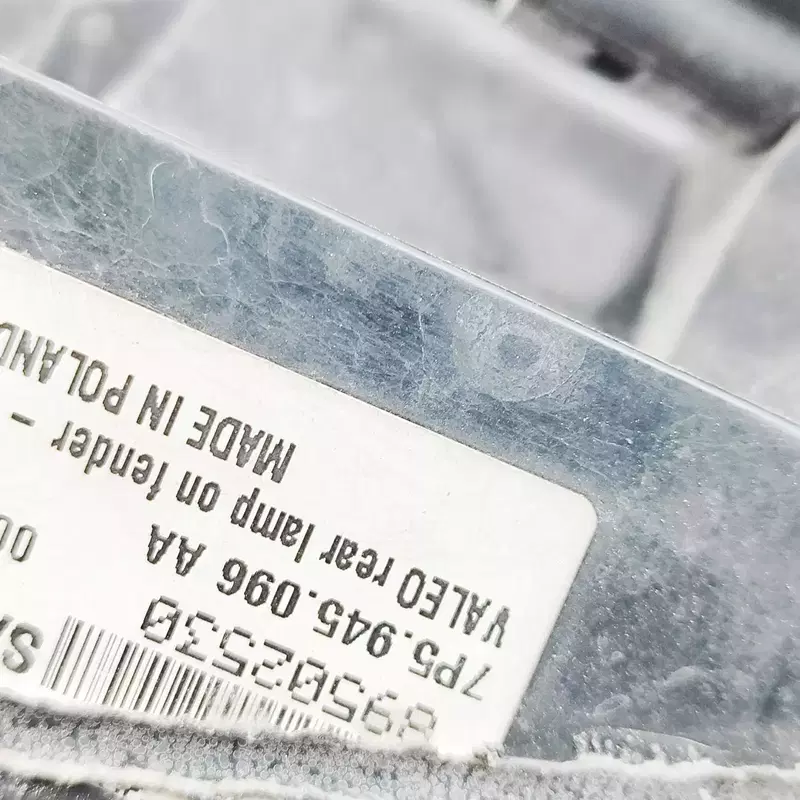 89502530
7P5.945.096 AA
VALEO rear lamp on fender -
MADE IN POLAND